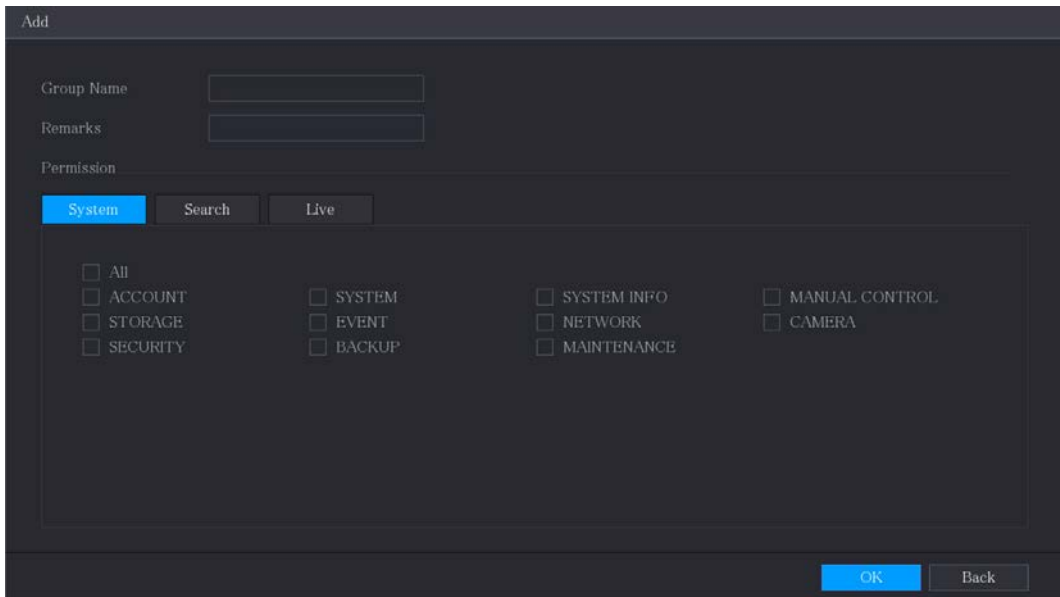 Add
Group Name
Remarks
Permission
System Search Live
All
ACCOUNT SYSTEM SYSTEM INFO MANUAL CONTROL
STORAGE EVENT NETWORK CAMERA
SECURITY BACKUP MAINTENANCE
OK Back